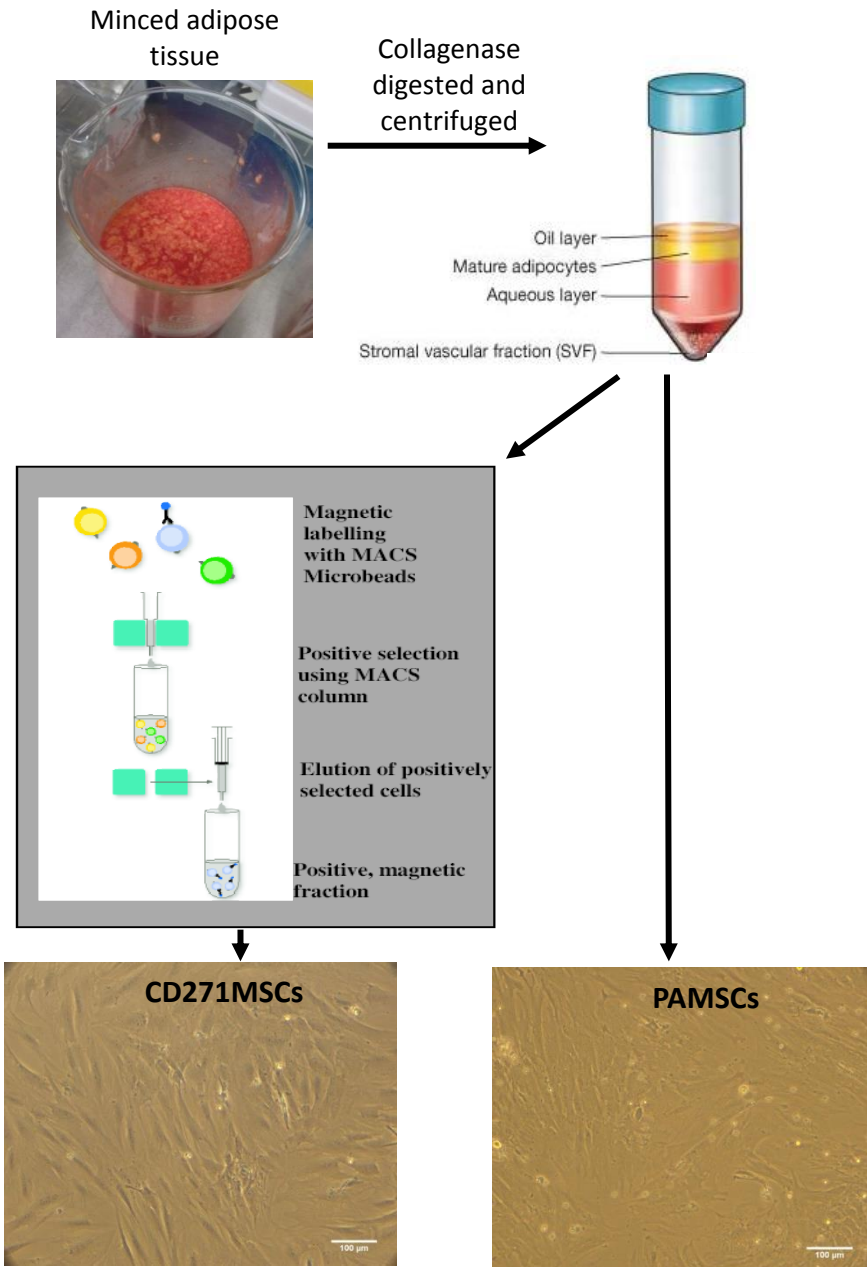 Minced adipose
tissue
Collagenase
digested and
centrifuged
Oil layer
Mature adipocytes
Aqueous layer
Stromal vascular fraction (SVF)
Magnetic
labelling
with MACS
Microbeads
Positive selection
using MACS
column
Elution of positively
selected cells
Positive, magnetic
fraction
CD271MSCs
PAMSCs
100 µm
100 µm